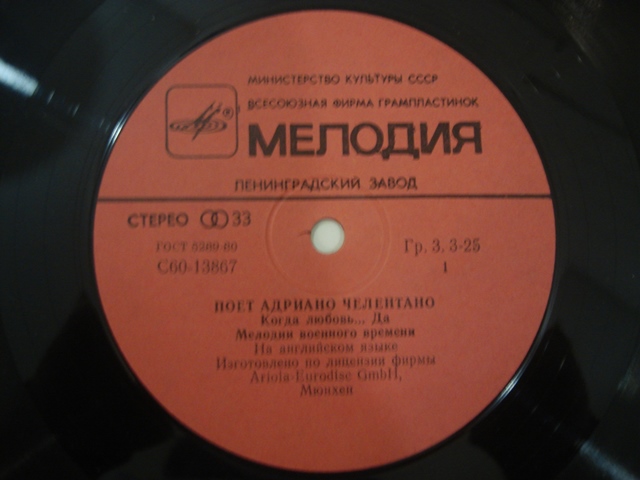 МИНИСТЕРСТВО КУЛЬТУРЫ СССР
ВСЕСОЮЗНАЯ ФИРМА ГРАМПЛАСТИНОК
МЕЛОДИЯ
ЛЕНИНГРАДСКИЙ ЗАВОД
СТЕРЕО 33
ГОСТ 5289-80
С60-13867
Гр. 3. 3-25
1
ПОЕТ АДРИАНО ЧЕЛЕНТАНО
Когда любовь... Да
Мелодии военного времени
На английском языке
Изготовлено по лицензии фирмы
Ariola-Eurodisc GmbH,
Мюнхен